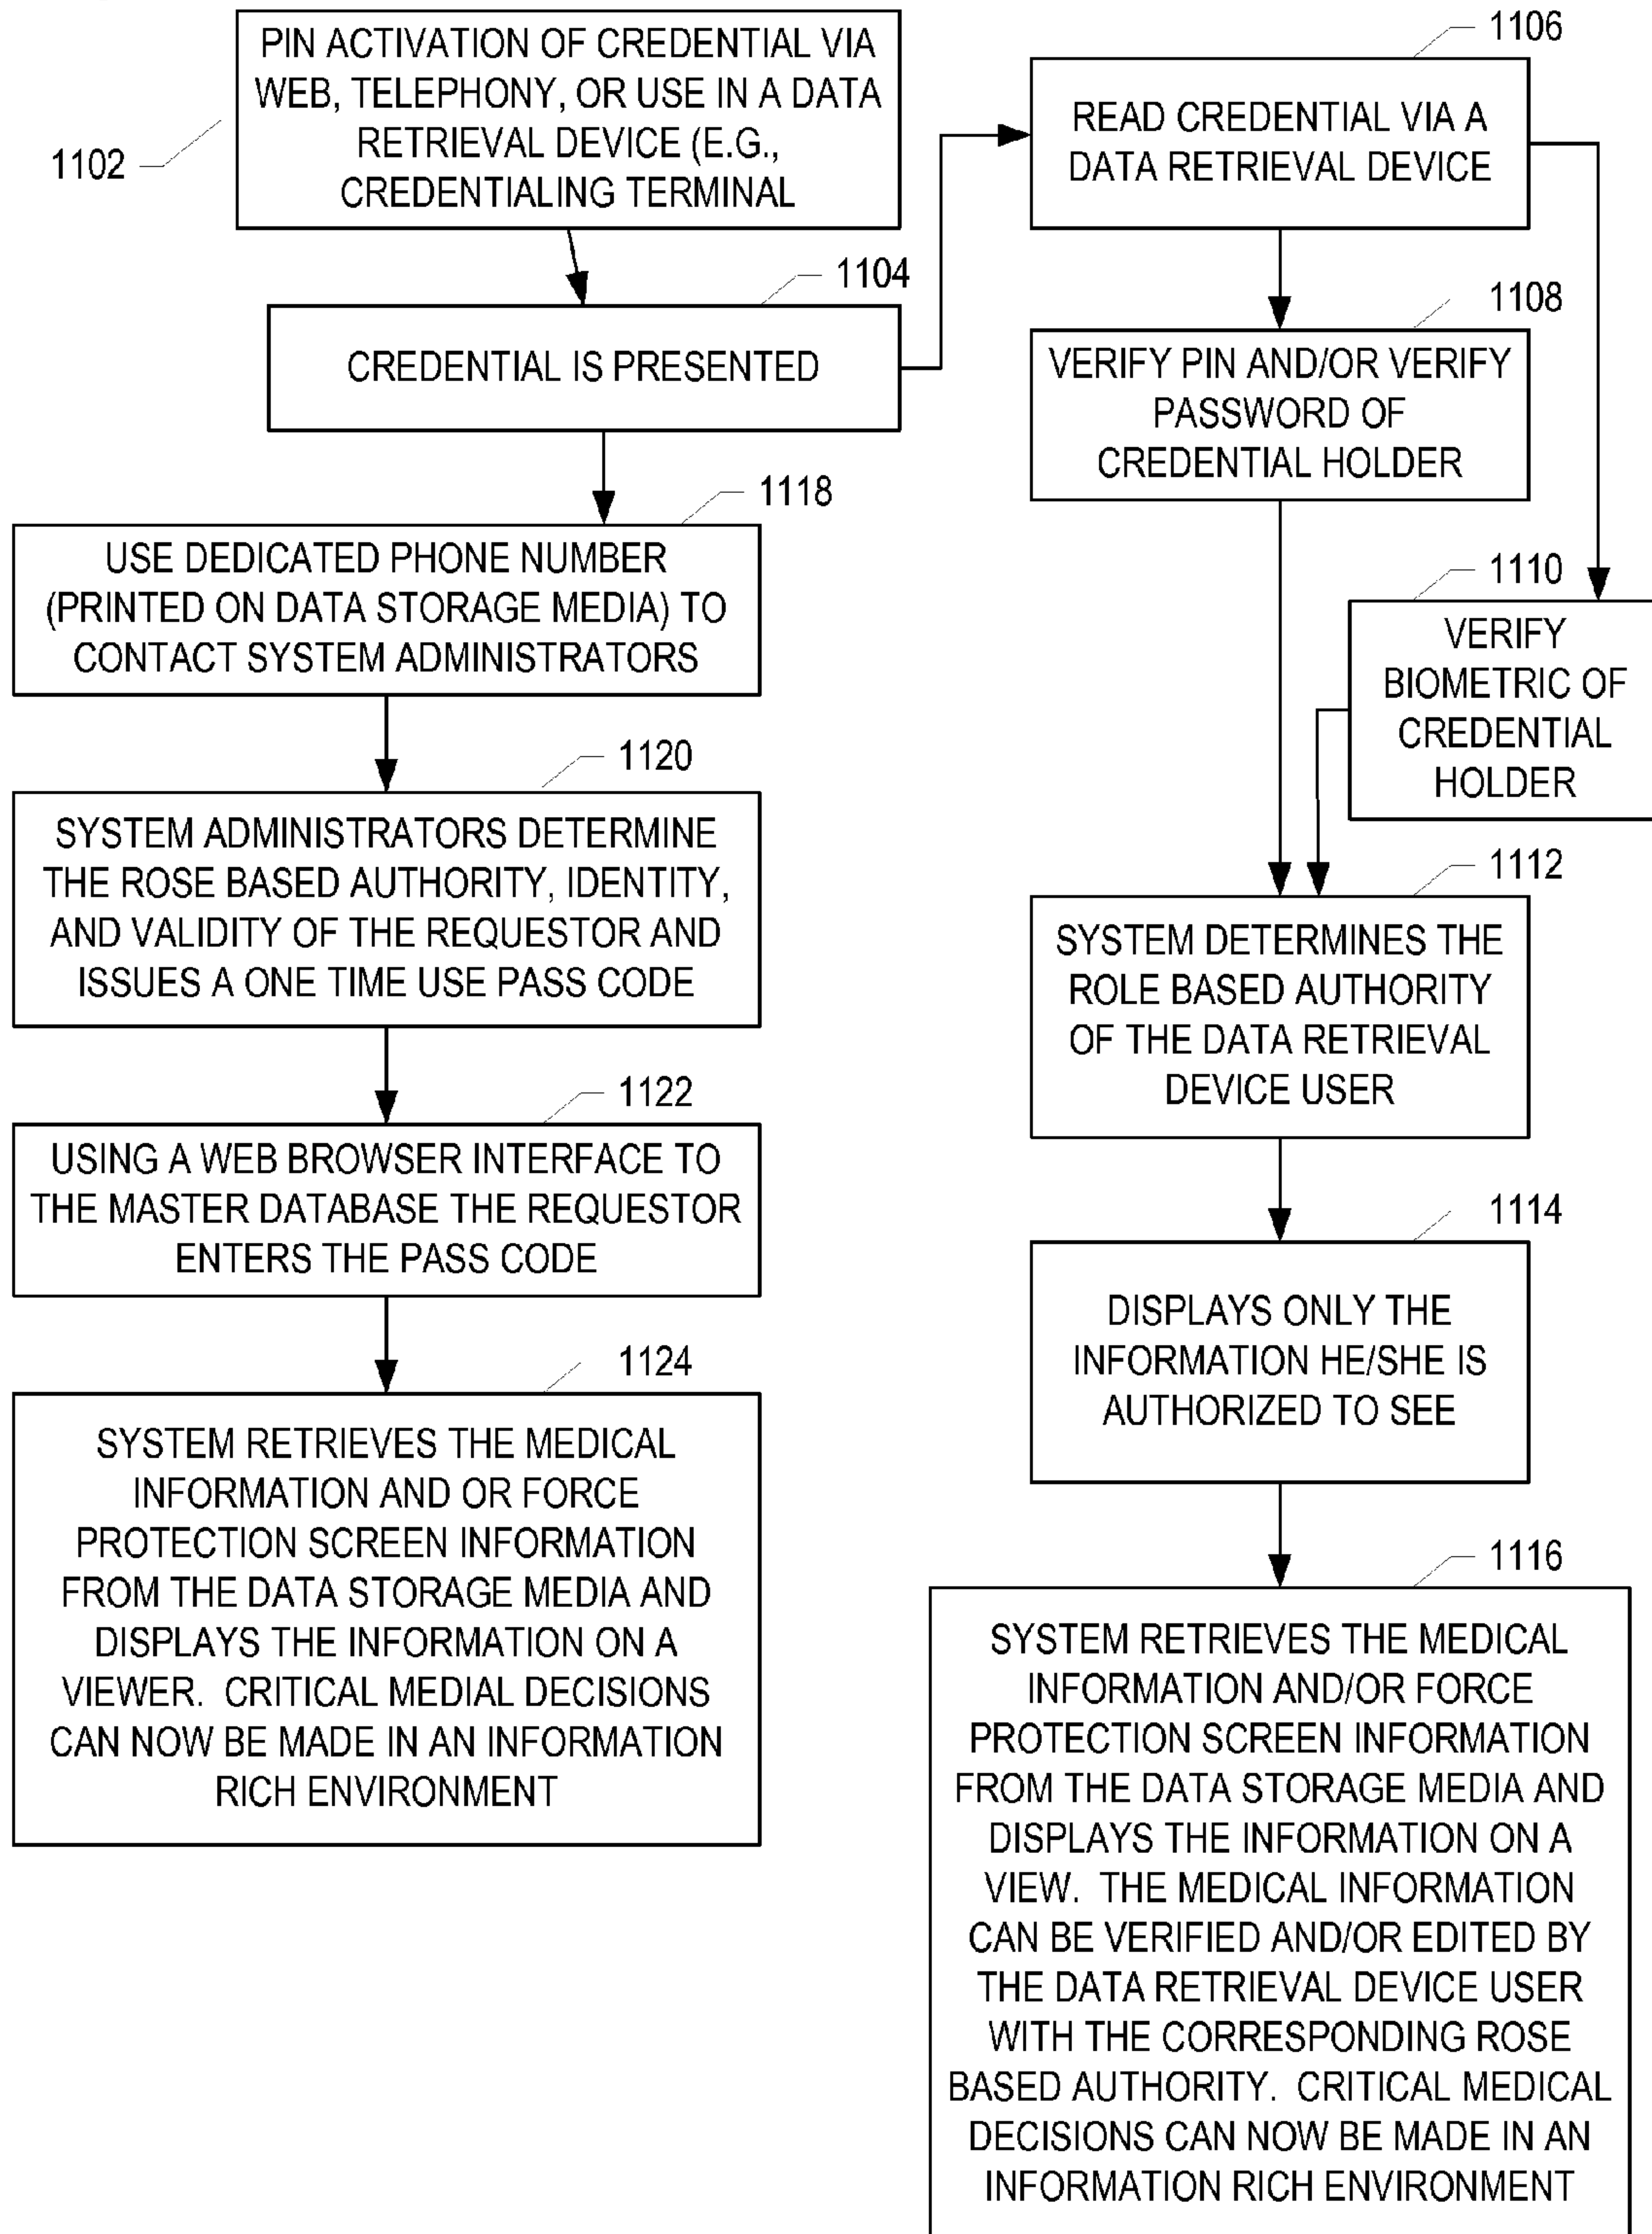 1102
PIN ACTIVATION OF CREDENTIAL VIA
WEB, TELEPHONY, OR USE IN A DATA
RETRIEVAL DEVICE (E.G.,
CREDENTIALING TERMINAL
1104
CREDENTIAL IS PRESENTED
1118
USE DEDICATED PHONE NUMBER
(PRINTED ON DATA STORAGE MEDIA) TO
CONTACT SYSTEM ADMINISTRATORS
1120
SYSTEM ADMINISTRATORS DETERMINE
THE ROSE BASED AUTHORITY, IDENTITY,
AND VALIDITY OF THE REQUESTOR AND
ISSUES A ONE TIME USE PASS CODE
1122
USING A WEB BROWSER INTERFACE TO
THE MASTER DATABASE THE REQUESTOR
ENTERS THE PASS CODE
1124
SYSTEM RETRIEVES THE MEDICAL
INFORMATION AND OR FORCE
PROTECTION SCREEN INFORMATION
FROM THE DATA STORAGE MEDIA AND
DISPLAYS THE INFORMATION ON A
VIEWER. CRITICAL MEDIAL DECISIONS
CAN NOW BE MADE IN AN INFORMATION
RICH ENVIRONMENT
1106
READ CREDENTIAL VIA A
DATA RETRIEVAL DEVICE
1108
VERIFY PIN AND/OR VERIFY
PASSWORD OF
CREDENTIAL HOLDER
1110
VERIFY
BIOMETRIC OF
CREDENTIAL
HOLDER
1112
SYSTEM DETERMINES THE
ROLE BASED AUTHORITY
OF THE DATA RETRIEVAL
DEVICE USER
1114
DISPLAYS ONLY THE
INFORMATION HE/SHE IS
AUTHORIZED TO SEE
1116
SYSTEM RETRIEVES THE MEDICAL
INFORMATION AND/OR FORCE
PROTECTION SCREEN INFORMATION
FROM THE DATA STORAGE MEDIA AND
DISPLAYS THE INFORMATION ON A
VIEW. THE MEDICAL INFORMATION
CAN BE VERIFIED AND/OR EDITED BY
THE DATA RETRIEVAL DEVICE USER
WITH THE CORRESPONDING ROSE
BASED AUTHORITY. CRITICAL MEDICAL
DECISIONS CAN NOW BE MADE IN AN
INFORMATION RICH ENVIRONMENT